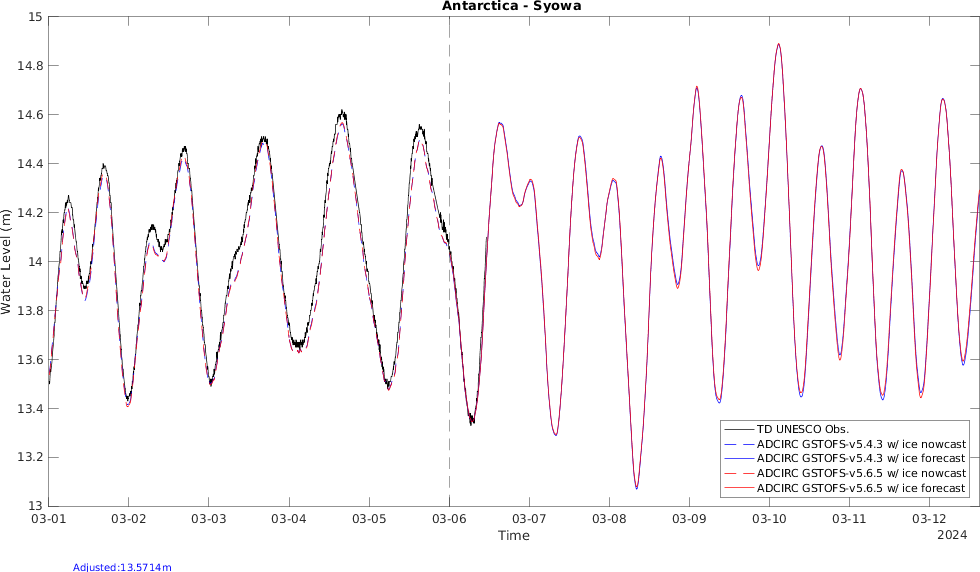 Antarctica - Syowa
15
14.8
14.6
14.4
14.2
14
13.8
13.6
13.4
13.2
13
Water Level (m)
03-01 03-02 03-03 03-04 03-05 03-06 03-07 03-08 03-09 03-10 03-11 03-12
Time
2024
TD UNESCO Obs.
ADCIRC GSTOFS-v5.4.3 w/ ice nowcast
ADCIRC GSTOFS-v5.4.3 w/ ice forecast
ADCIRC GSTOFS-v5.6.5 w/ ice nowcast
ADCIRC GSTOFS-v5.6.5 w/ ice forecast
Adjusted:13.5714m